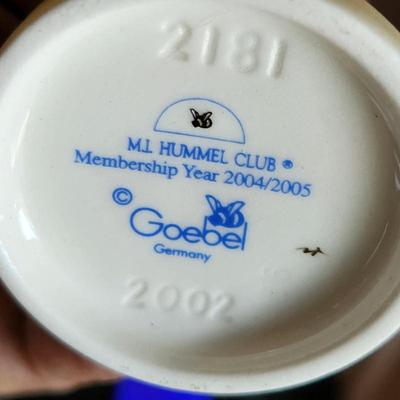 2181
M.I. HUMMEL CLUB ®
Membership Year 2004/2005
© Goebel
Germany
2002